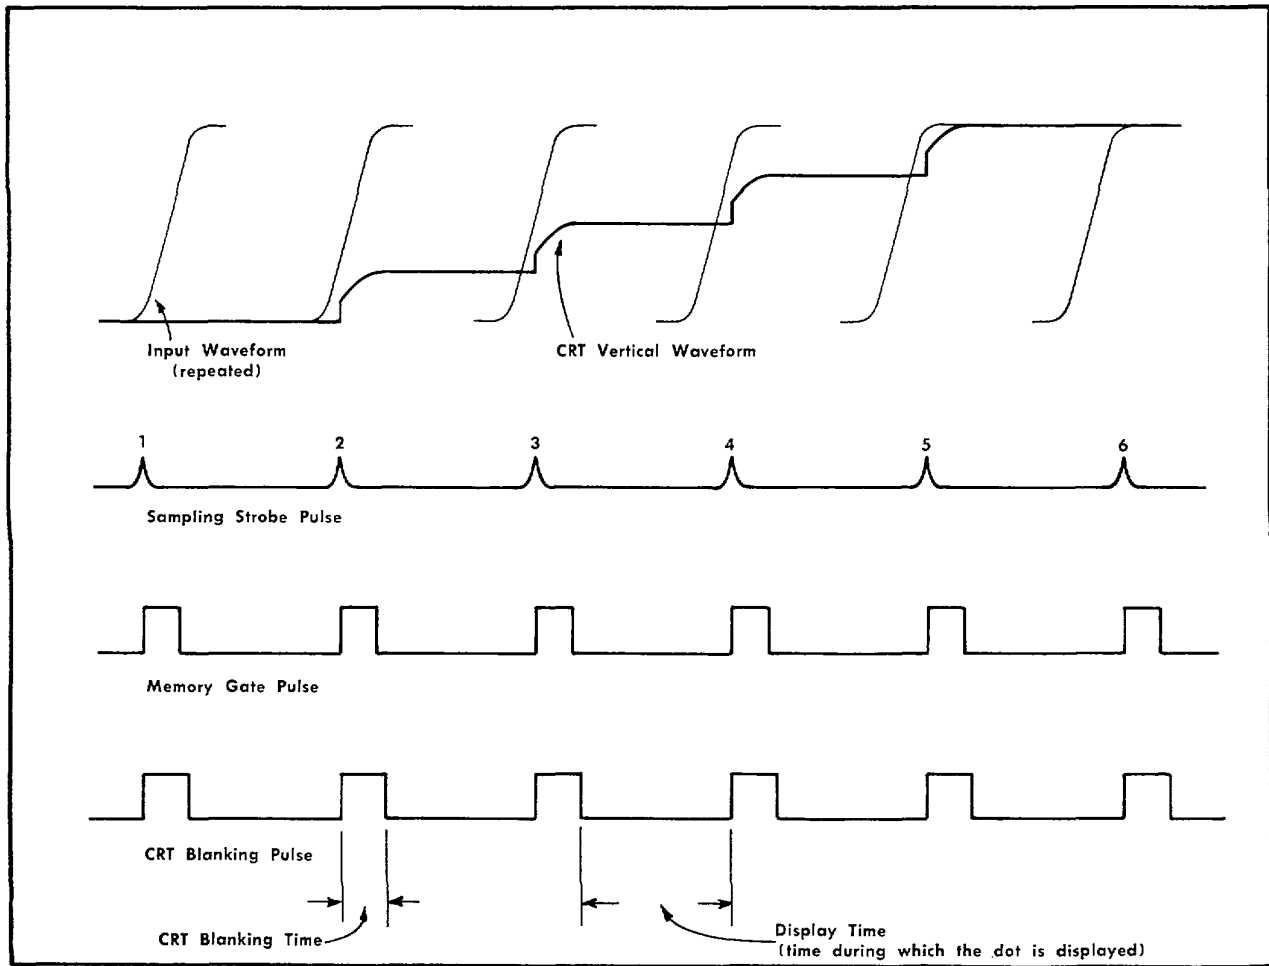 Input Waveform
(repeated)
CRT Vertical Waveform
1 2 3 4 5 6
Sampling Strobe Pulse
Memory Gate Pulse
CRT Blanking Pulse
CRT Blanking Time
Display Time
(time during which the dot is displayed)